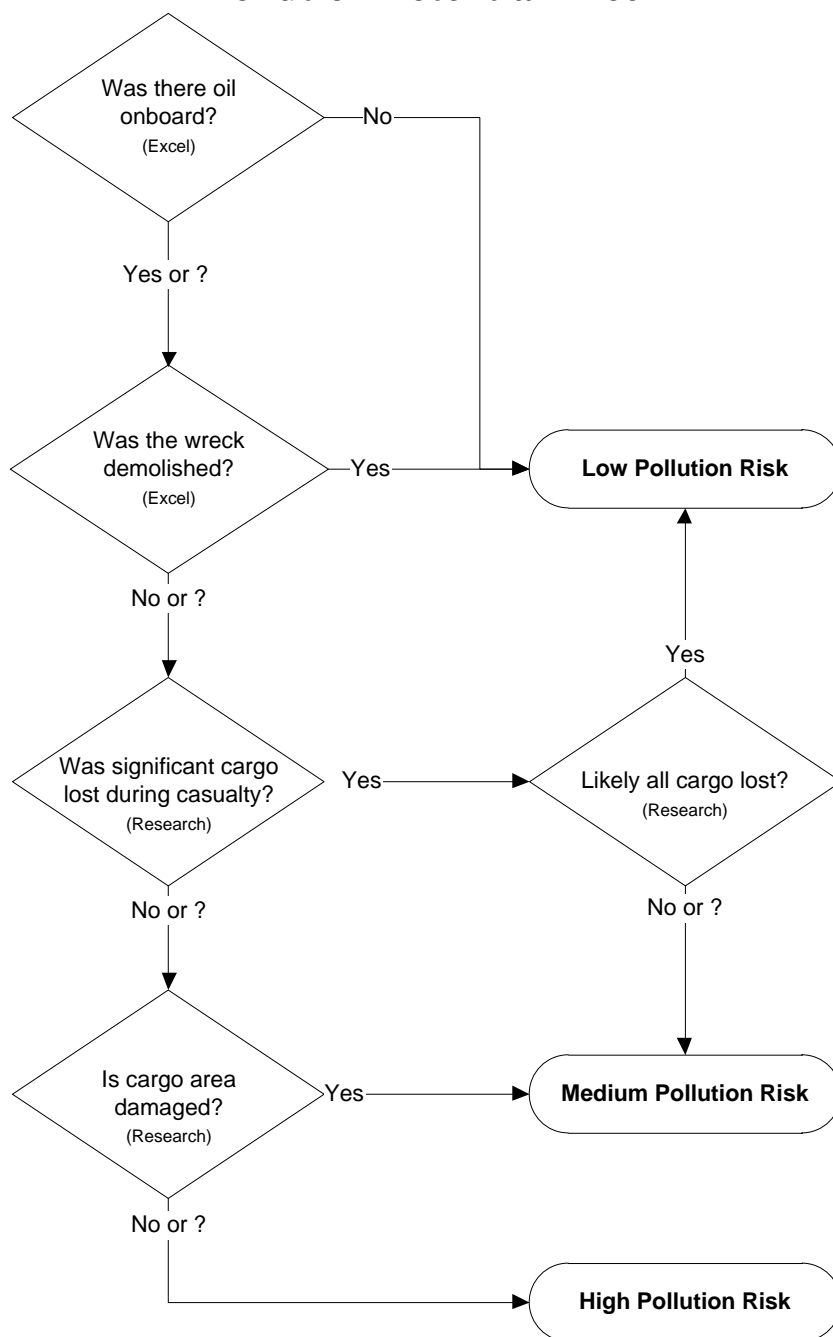 Was there oil
onboard?
(Excel)
No
Yes or ?
Was the wreck
demolished?
(Excel)
Yes
Low Pollution Risk
No or ?
Yes
Was significant cargo
lost during casualty?
(Research)
Yes
Likely all cargo lost?
(Research)
No or ?
No or ?
Is cargo area
damaged?
(Research)
Yes
Medium Pollution Risk
No or ?
High Pollution Risk